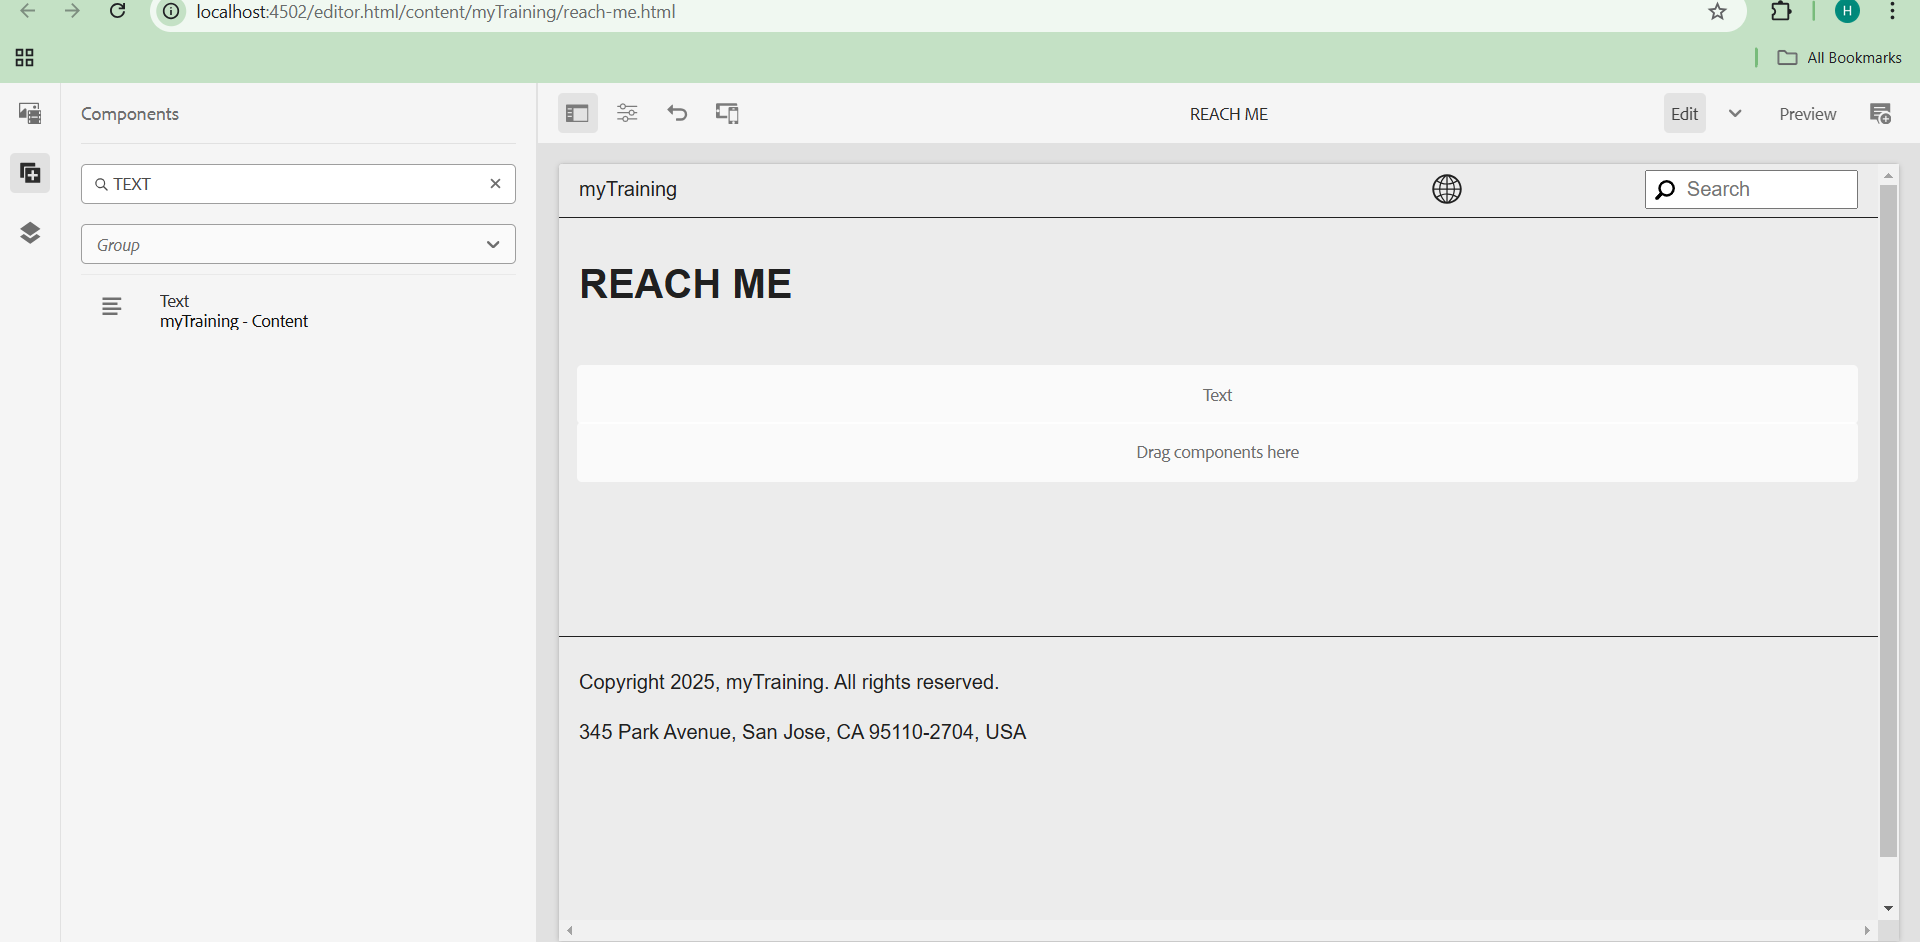 localhost:4502/editor.html/content/myTraining/reach-me.html
H
All Bookmarks
Components
REACH ME
Edit
Preview
TEXT
Group
Text
myTraining - Content
myTraining
Search
REACH ME
Text
Drag components here
Copyright 2025, myTraining. All rights reserved.
345 Park Avenue, San Jose, CA 95110-2704, USA